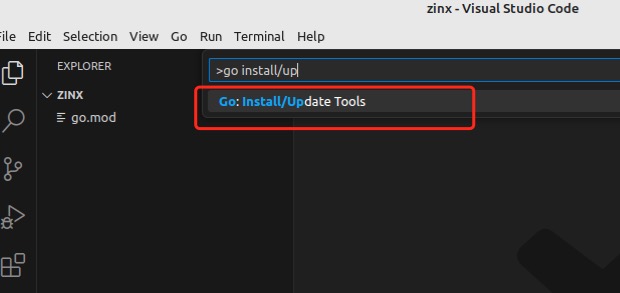 zinx - Visual Studio Code
File Edit Selection View Go Run Terminal Help
EXPLORER
>go install/up
ZINX
Go: Install/Update Tools
go.mod